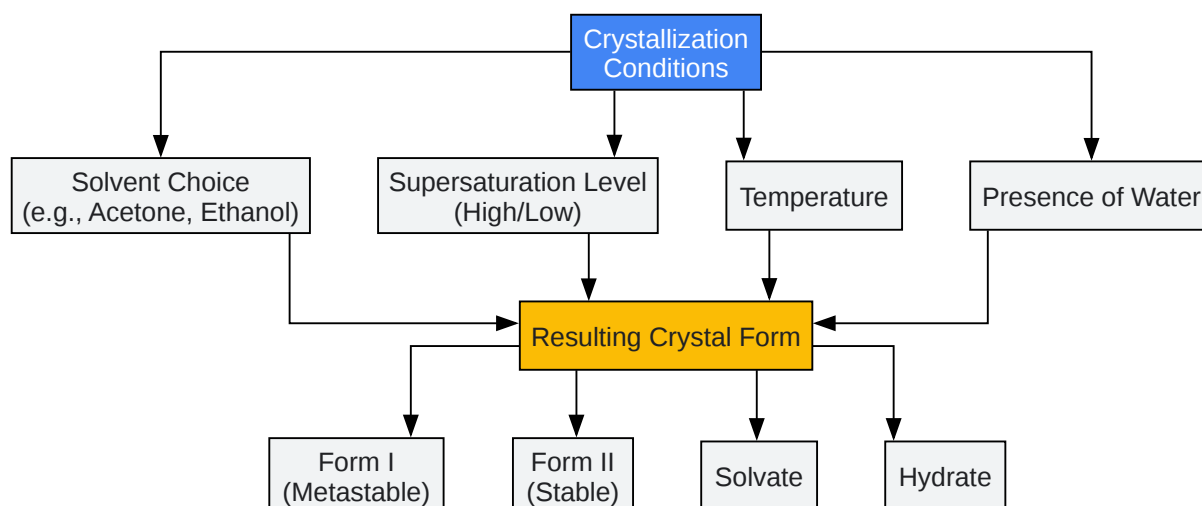 Crystallization
Conditions
Solvent Choice
(e.g., Acetone, Ethanol)
Supersaturation Level
(High/Low)
Temperature
Presence of Water
Resulting Crystal Form
Form I
(Metastable)
Form II
(Stable)
Solvate
Hydrate